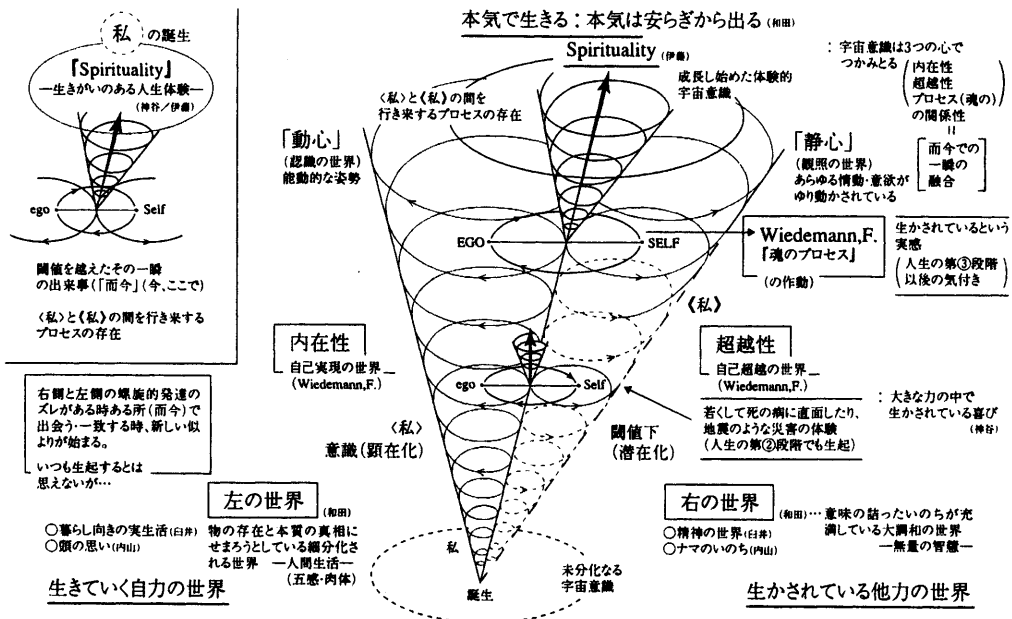 本気で生きる：本気は安らぎから出る(和田)
私 の誕生
『Spirituality』
―生きがいのある人生体験―
(神谷／伊藤)
ego
Self
閾値を越えたその一瞬
の出来事(「而今」(今、ここで)
〈私〉と《私》の間を行き来する
プロセスの存在
Spirituality(伊藤)
成長し始めた体験的
宇宙意識
〈私〉と《私》の間を
行き来するプロセスの存在
：宇宙意識は3つの心で
つかみとる
内在性
超越性
プロセス(魂の)
の関係性
=
而今での
一瞬の
融合
「動心」
(認識の世界)
能動的な姿勢
「静心」
(観照の世界)
あらゆる情動・意欲が
ゆり動かされている
EGO
SELF
Wiedemann,F.
『魂のプロセス』
(の作動)
生かされているという
実感
(人生の第③段階
以後の気付き)
《私》
内在性
自己実現の世界
(Wiedemann,F.)
ego
Self
超越性
自己超越の世界
(Wiedemann,F.)
若くして死の病に直面したり、
地震のような災害の体験
(人生の第②段階でも生起)
：大きな力の中で
生かされている喜び
(神谷)
右側と左側の螺旋的発達の
ズレがある時ある所(而今)で
出会う・一致する時、新しい似
よりが始まる。
いつも生起するとは
思えないが…
〈私〉
意識(顕在化)
閾値下
(潜在化)
左の世界 (和田)
物の存在と本質の真相に
せまろうとしている細分化さ
れる世界　―人間生活―
(五感・肉体)
○暮らし向きの実生活(臼井)
○頭の思い(内山)
生きていく自力の世界
私
誕生
未分化なる
宇宙意識
右の世界 (和田)… 意味の詰ったいのちが充
満している大調和の世界
―無量の智慧―
○精神の世界(臼井)
○ナマのいのち(内山)
生かされている他力の世界